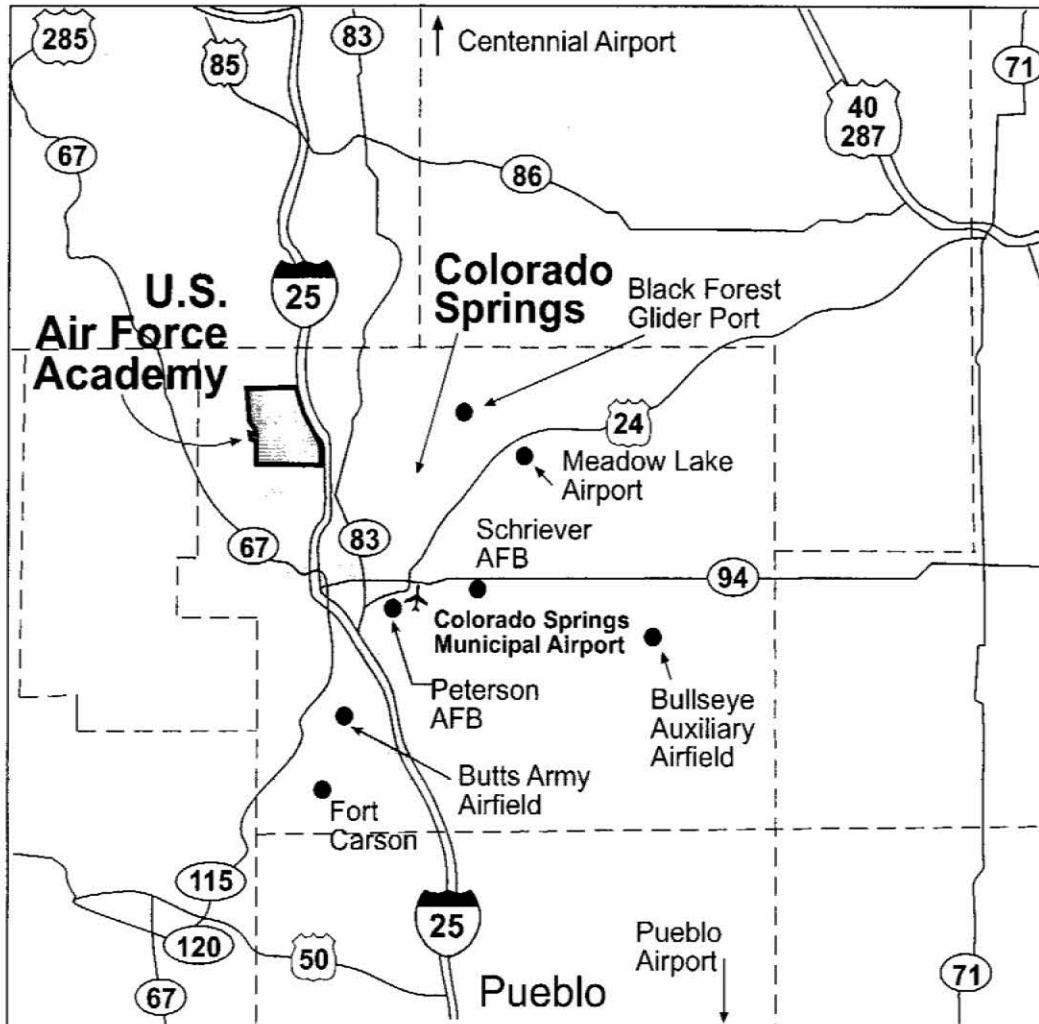 285
85
83
Centennial Airport
71
40
287
67
86
25
U.S.
Air Force
Academy
Colorado
Springs
Black Forest
Glider Port
24
Meadow Lake
Airport
Schriever
AFB
67
83
94
Colorado Springs
Municipal Airport
Peterson
AFB
Bullseye
Auxiliary
Airfield
Butts Army
Airfield
Fort
Carson
115
120
50
25
67
Pueblo
Pueblo
Airport
71